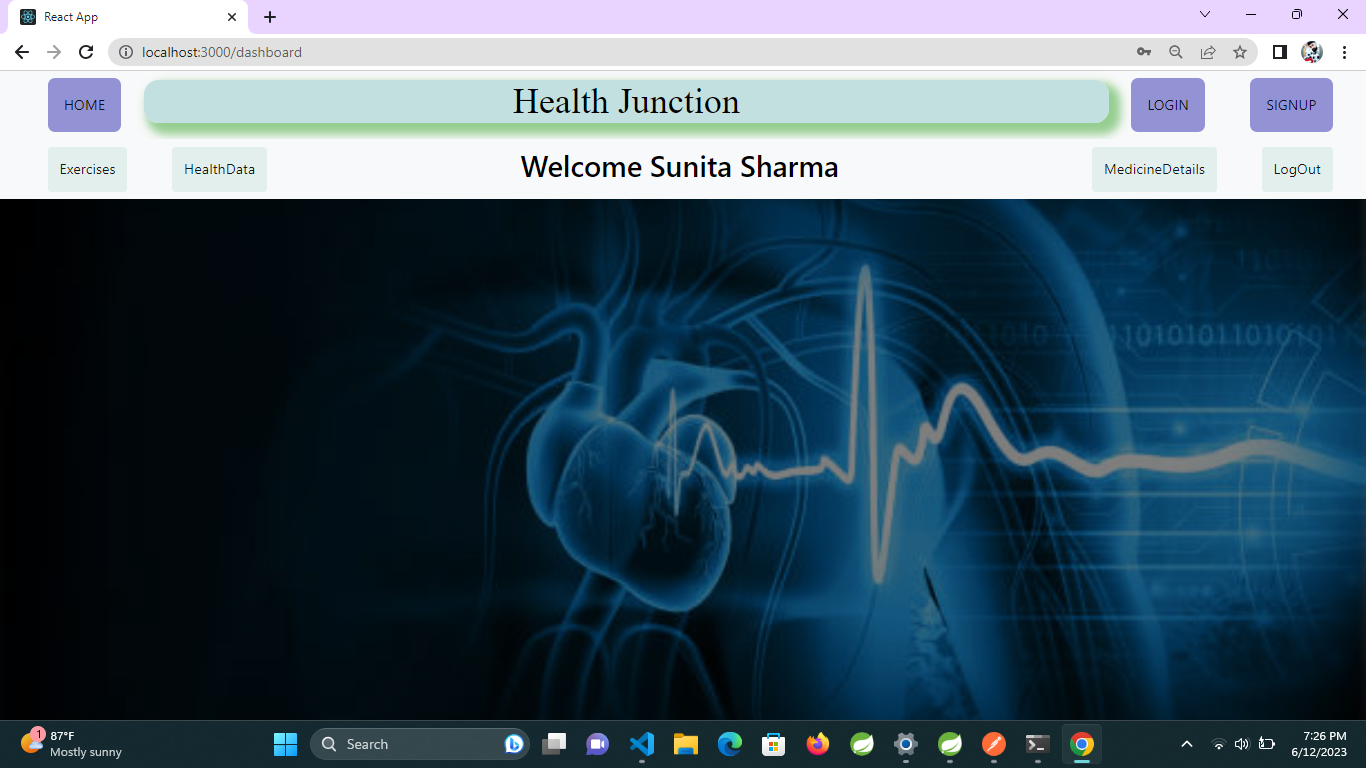 React App
localhost:3000/dashboard
HOME
Health Junction
LOGIN
SIGNUP
Exercises
HealthData
Welcome Sunita Sharma
MedicineDetails
LogOut
1101010110101
1
87°F
Mostly sunny
Search
7:26 PM
6/12/2023